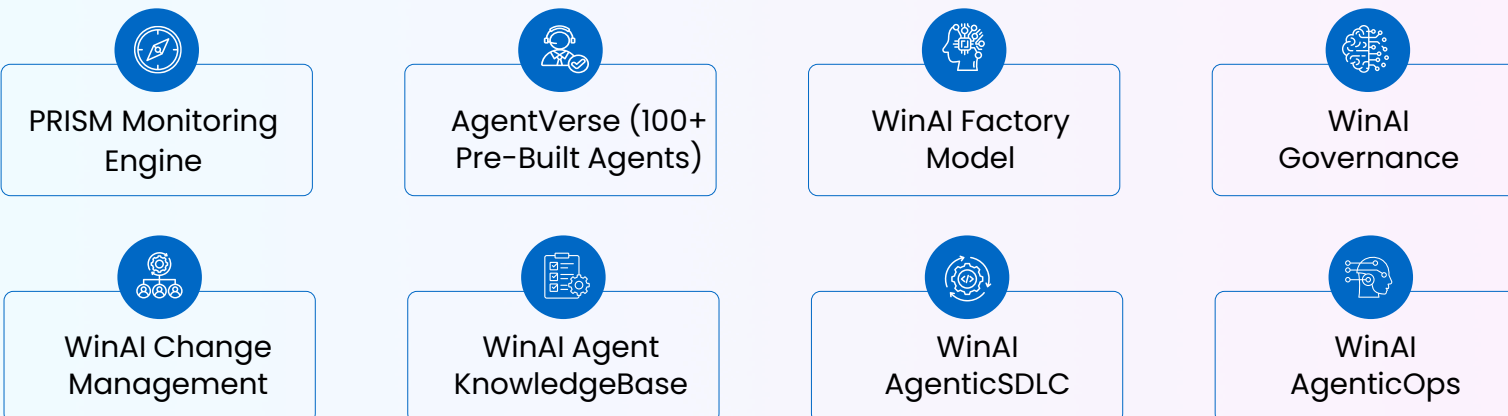 PRISM Monitoring
Engine
AgentVerse (100+
Pre-Built Agents)
WinAI Factory
Model
WinAI
Governance
WinAI Change
Management
WinAI Agent
KnowledgeBase
WinAI
AgenticSDLC
WinAI
AgenticOps